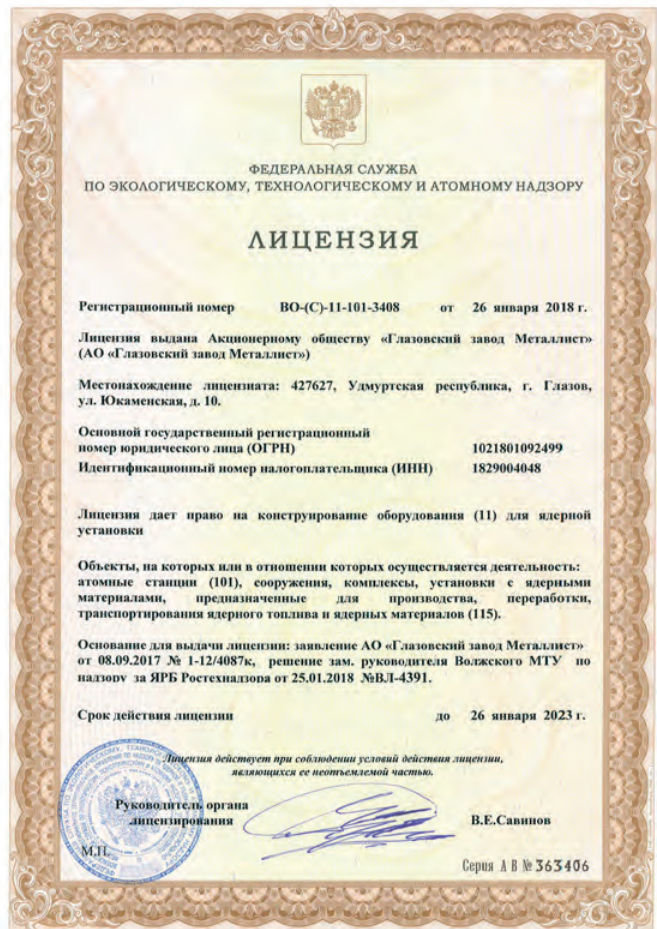 ФЕДЕРАЛЬНАЯ СЛУЖБА
ПО ЭКОЛОГИЧЕСКОМУ, ТЕХНОЛОГИЧЕСКОМУ И АТОМНОМУ НАДЗОРУ
ЛИЦЕНЗИЯ
Регистрационный номер ВО-(С)-11-101-3408 от 26 января 2018 г.
Лицензия выдана Акционерному обществу «Глазовский завод Металлист»
(АО «Глазовский завод Металлист»)
Местонахождение лицензиата: 427627, Удмуртская республика, г. Глазов,
ул. Юкаменская, д. 10.
Основной государственный регистрационный
номер юридического лица (ОГРН) 1021801092499
Идентификационный номер налогоплательщика (ИНН) 1829004048
Лицензия дает право на конструирование оборудования (11) для ядерной
установки
Объекты, на которых или в отношении которых осуществляется деятельность:
атомные станции (101), сооружения, комплексы, установки с ядерными
материалами, предназначенные для производства, переработки,
транспортирования ядерного топлива и ядерных материалов (115).
Основание для выдачи лицензии: заявление АО «Глазовский завод Металлист»
от 08.09.2017 № 1-12/4087к, решение зам. руководителя Волжского МТУ по
надзору за ЯРБ Ростехнадзора от 25.01.2018 №ВЛ-4391.
Срок действия лицензии до 26 января 2023 г.
Лицензия действует при соблюдении условий действия лицензии,
являющихся ее неотъемлемой частью.
Руководитель органа
лицензирования В.Е.Савинов
М.П.
Серия А В № 363406